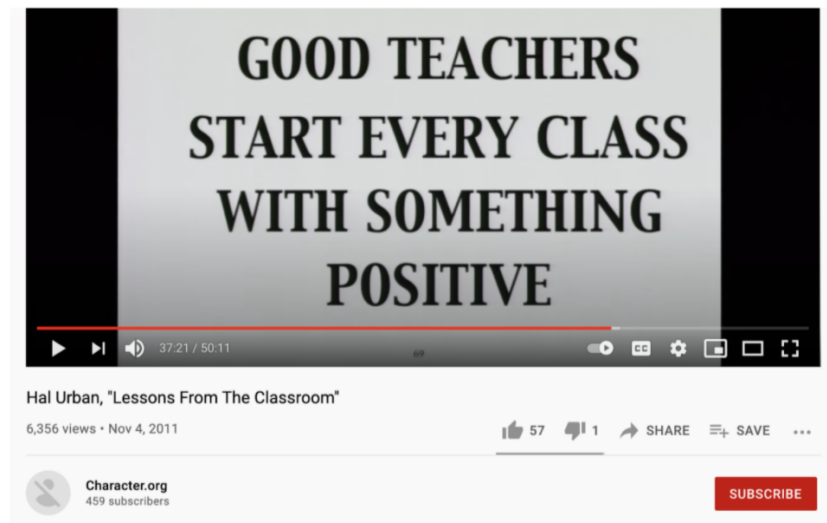 GOOD TEACHERS
START EVERY CLASS
WITH SOMETHING
POSITIVE
37:21 / 50:11
69
CC
Hal Urban, "Lessons From The Classroom"
6,356 views • Nov 4, 2011
57
1
SHARE
SAVE
Character.org
459 subscribers
SUBSCRIBE